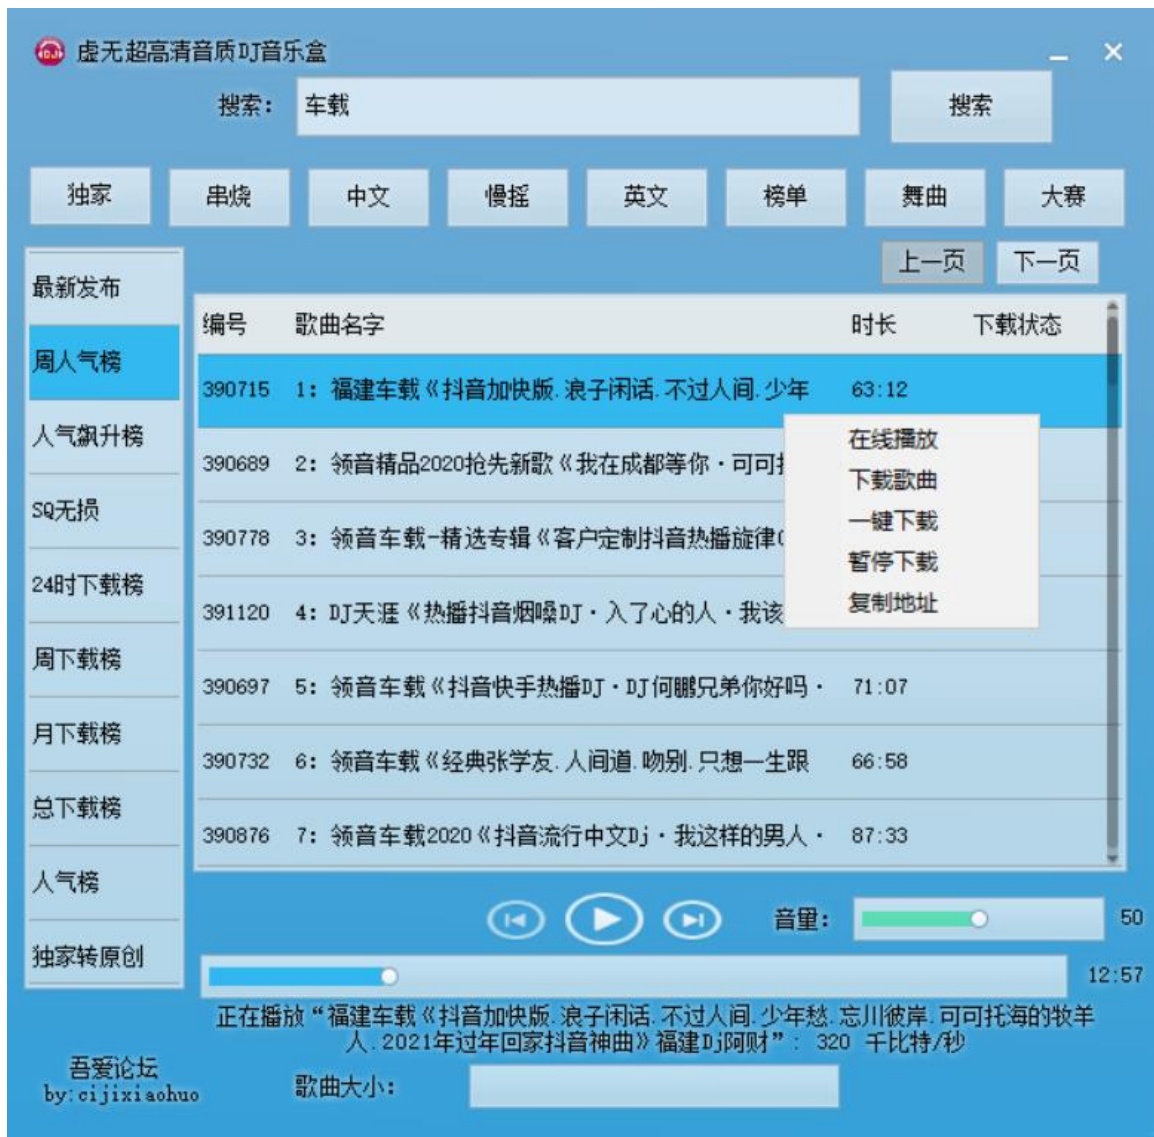 虚无超高清音质DJ音乐盒
搜索: 车载 搜索
独家 串烧 中文 慢摇 英文 榜单 舞曲 大赛
上一页 下一页
最新发布
周人气榜
人气飙升榜
SQ无损
24时下载榜
周下载榜
月下载榜
总下载榜
人气榜
独家转原创
编号 歌曲名字 时长 下载状态
390715 1: 福建车载《抖音加快版.浪子闲话.不过人间.少年 63:12
390689 2: 领音精品2020抢先新歌《我在成都等你·可可
390778 3: 领音车载-精选专辑《客户定制抖音热播旋律
391120 4: DJ天涯《热播抖音烟嗓DJ·入了心的人·我该
390697 5: 领音车载《抖音快手热播DJ·DJ何鹏兄弟你好吗· 71:07
390732 6: 领音车载《经典张学友.人间道.吻别.只想一生跟 66:58
390876 7: 领音车载2020《抖音流行中文Dj·我这样的男人· 87:33
在线播放
下载歌曲
一键下载
暂停下载
复制地址
音量: 50
12:57
正在播放“福建车载《抖音加快版.浪子闲话.不过人间.少年愁.忘川彼岸.可可托海的牧羊
人.2021年过年回家抖音神曲》福建Dj阿财”: 320 千比特/秒
吾爱论坛
by:cijixiaohuo
歌曲大小: